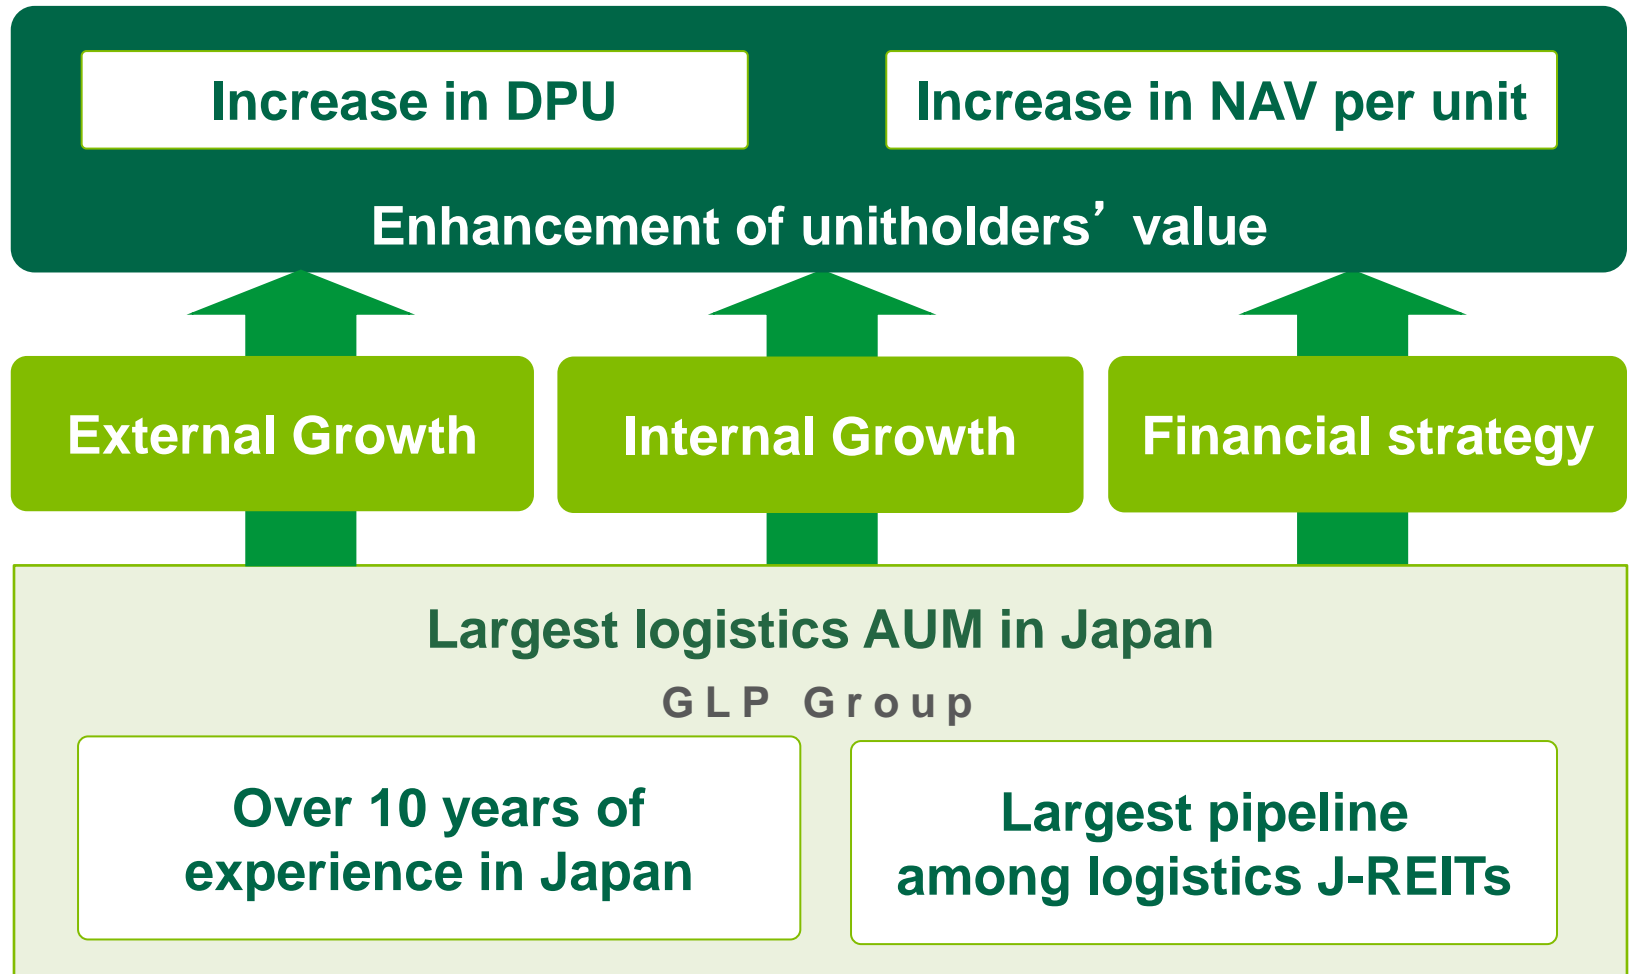 Increase in DPU
Increase in NAV per unit
Enhancement of unitholders’ value
External Growth
Internal Growth
Financial strategy
Largest logistics AUM in Japan
GLP Group
Over 10 years of
experience in Japan
Largest pipeline
among logistics J-REITs